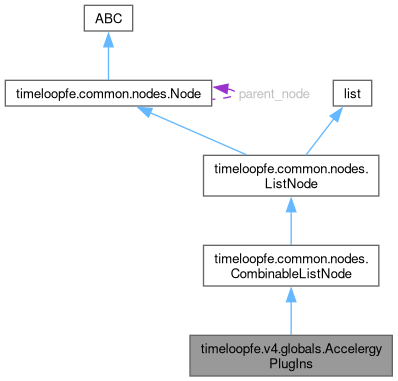 ABC
timeloopfe.common.nodes.Node
parent_node
list
timeloopfe.common.nodes.
ListNode
timeloopfe.common.nodes.
CombinableListNode
timeloopfe.v4.globals.Accelergy
PlugIns